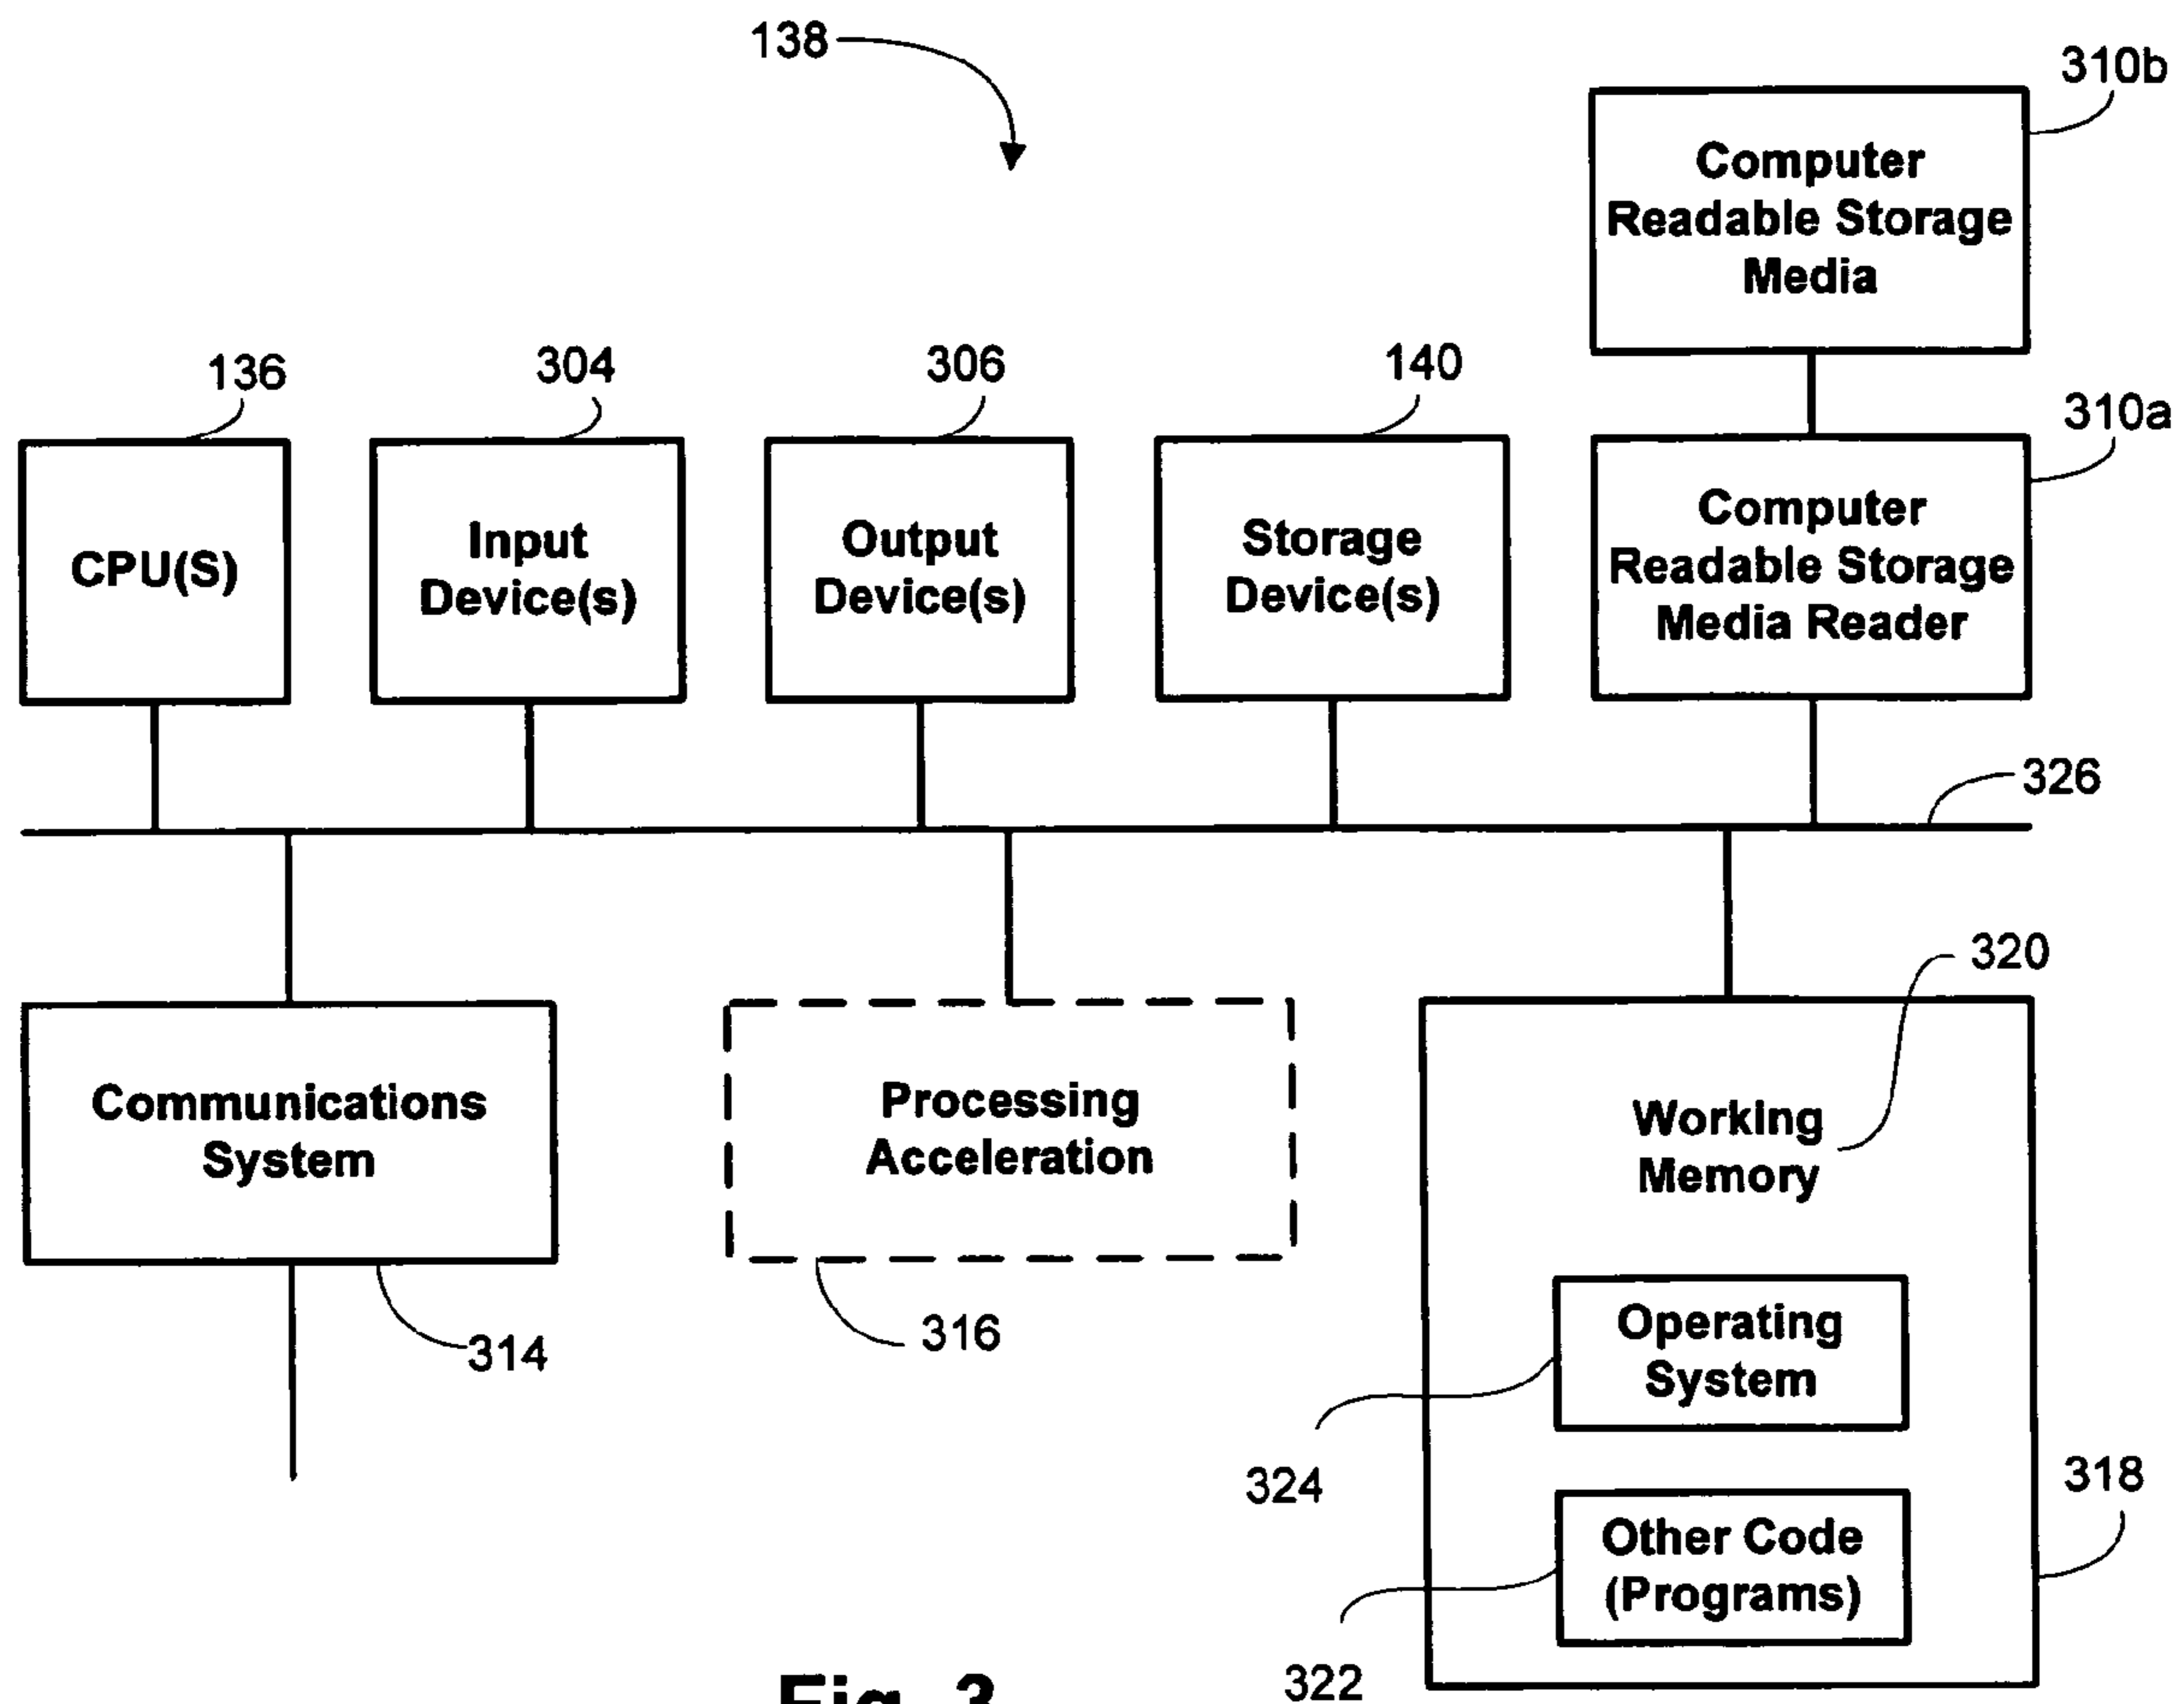 138
310b
Computer
Readable Storage
Media
136
304
306
140
310a
CPU(S)
Input
Device(s)
Output
Device(s)
Storage
Device(s)
Computer
Readable Storage
Media Reader
326
320
Communications
System
Processing
Acceleration
Working
Memory
314
316
Operating
System
324
318
Other Code
(Programs)
322
Fig. 3